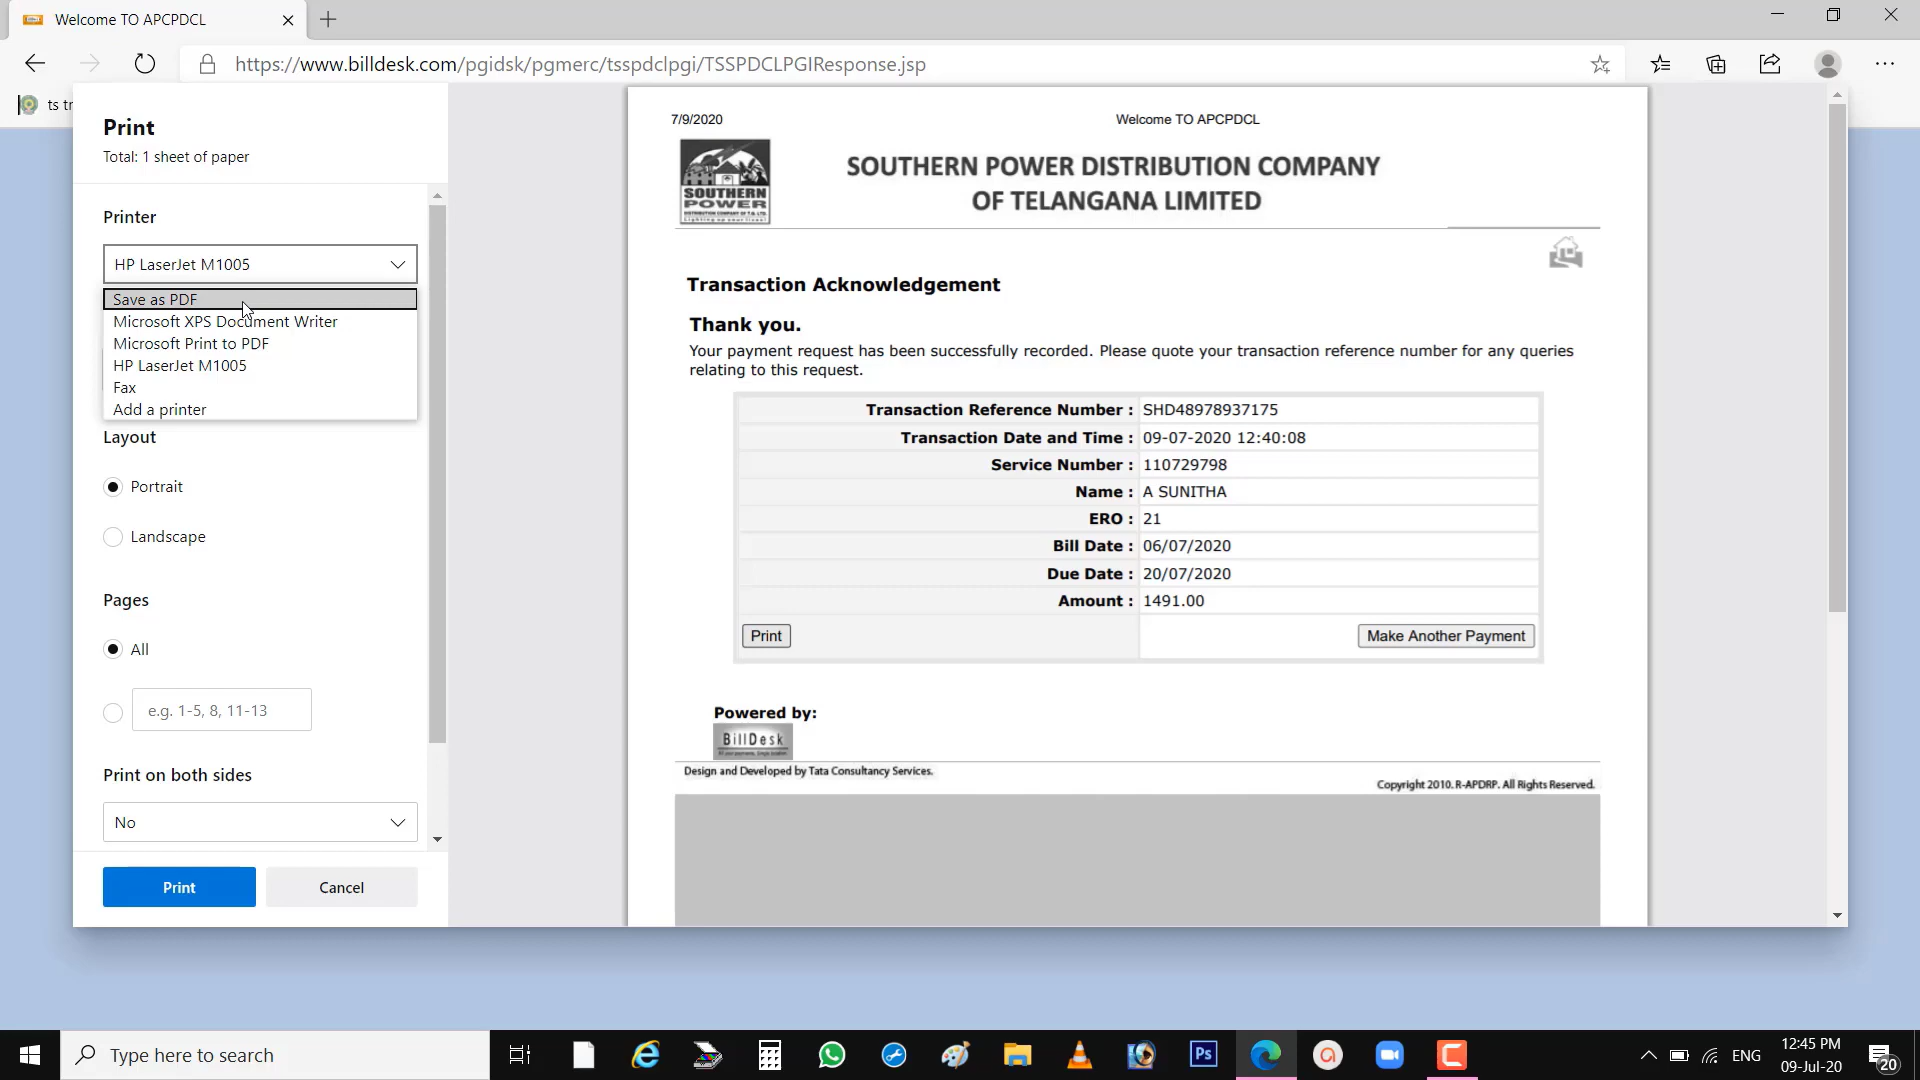 Welcome TO APCPDCL
https://www.billdesk.com/pgidsk/pgmerc/tsspdclpgi/TSSPDCLPGIResponse.jsp
ts tr
Print
Total: 1 sheet of paper
Printer
HP LaserJet M1005
Save as PDF
Microsoft XPS Document Writer
Microsoft Print to PDF
HP LaserJet M1005
Fax
Add a printer
Layout
Portrait
Landscape
Pages
All
e.g. 1-5, 8, 11-13
Print on both sides
No
Print
Cancel
7/9/2020
Welcome TO APCPDCL
SOUTHERN
POWER
SOUTHERN POWER DISTRIBUTION COMPANY
OF TELANGANA LIMITED
Transaction Acknowledgement
Thank you.
Your payment request has been successfully recorded. Please quote your transaction reference number for any queries
relating to this request.
Transaction Reference Number : SHD48978937175
Transaction Date and Time : 09-07-2020 12:40:08
Service Number : 110729798
Name : A SUNITHA
ERO : 21
Bill Date : 06/07/2020
Due Date : 20/07/2020
Amount : 1491.00
Print
Make Another Payment
Powered by:
BillDesk
Design and Developed by Tata Consultancy Services.
Copyright 2010. R-APDRP. All Rights Reserved.
Type here to search
Ps
ENG
12:45 PM
09-Jul-20
20